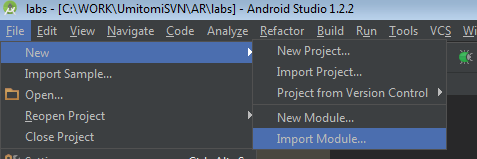 labs - [C:\WORK\UmitomiSVN\AR\labs] - Android Studio 1.2.2
File Edit View Navigate Code Analyze Refactor Build Run Tools VCS Window
New
Import Sample...
Open...
Reopen Project
Close Project
New Project...
Import Project...
Project from Version Control
New Module...
Import Module...